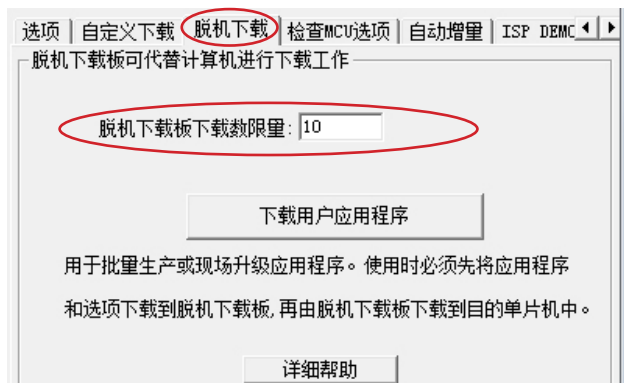 选项 自定义下载 脱机下载 检查MCU选项 自动增量 ISP DEMO
脱机下载板可代替计算机进行下载工作
脱机下载板下载数限量: 10
下载用户应用程序
用于批量生产或现场升级应用程序。使用时必须先将应用程序
和选项下载到脱机下载板,再由脱机下载板下载到目的单片机中。
详细帮助